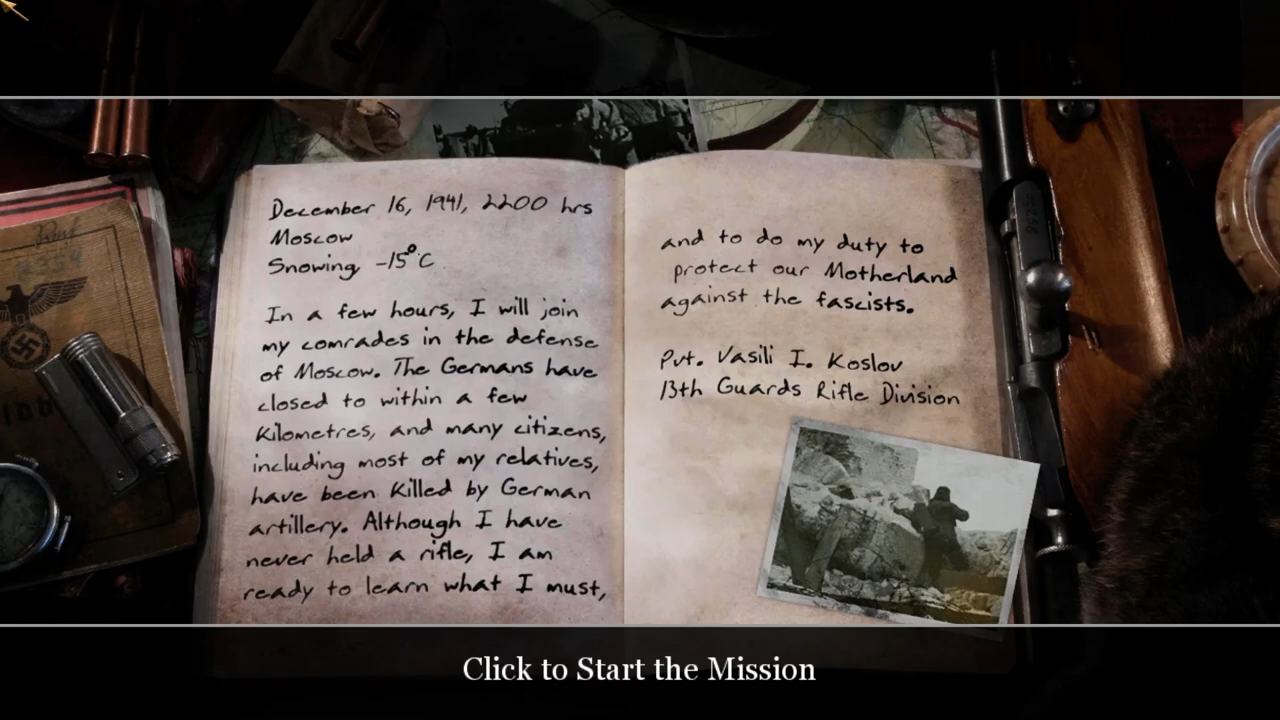 December 16, 1941, 2200 hrs
Moscow
Snowing, -15°C
In a few hours, I will join
my comrades in the defense
of Moscow. The Germans have
closed to within a few
Kilometres, and many citizens,
including most of my relatives,
have been killed by German
artillery. Although I have
never held a rifle, I am
ready to learn what I must,
and to do my duty to
protect our Motherland
against the fascists.
Pvt. Vasili I. Koslov
13th Guards Rifle Division
Click to Start the Mission